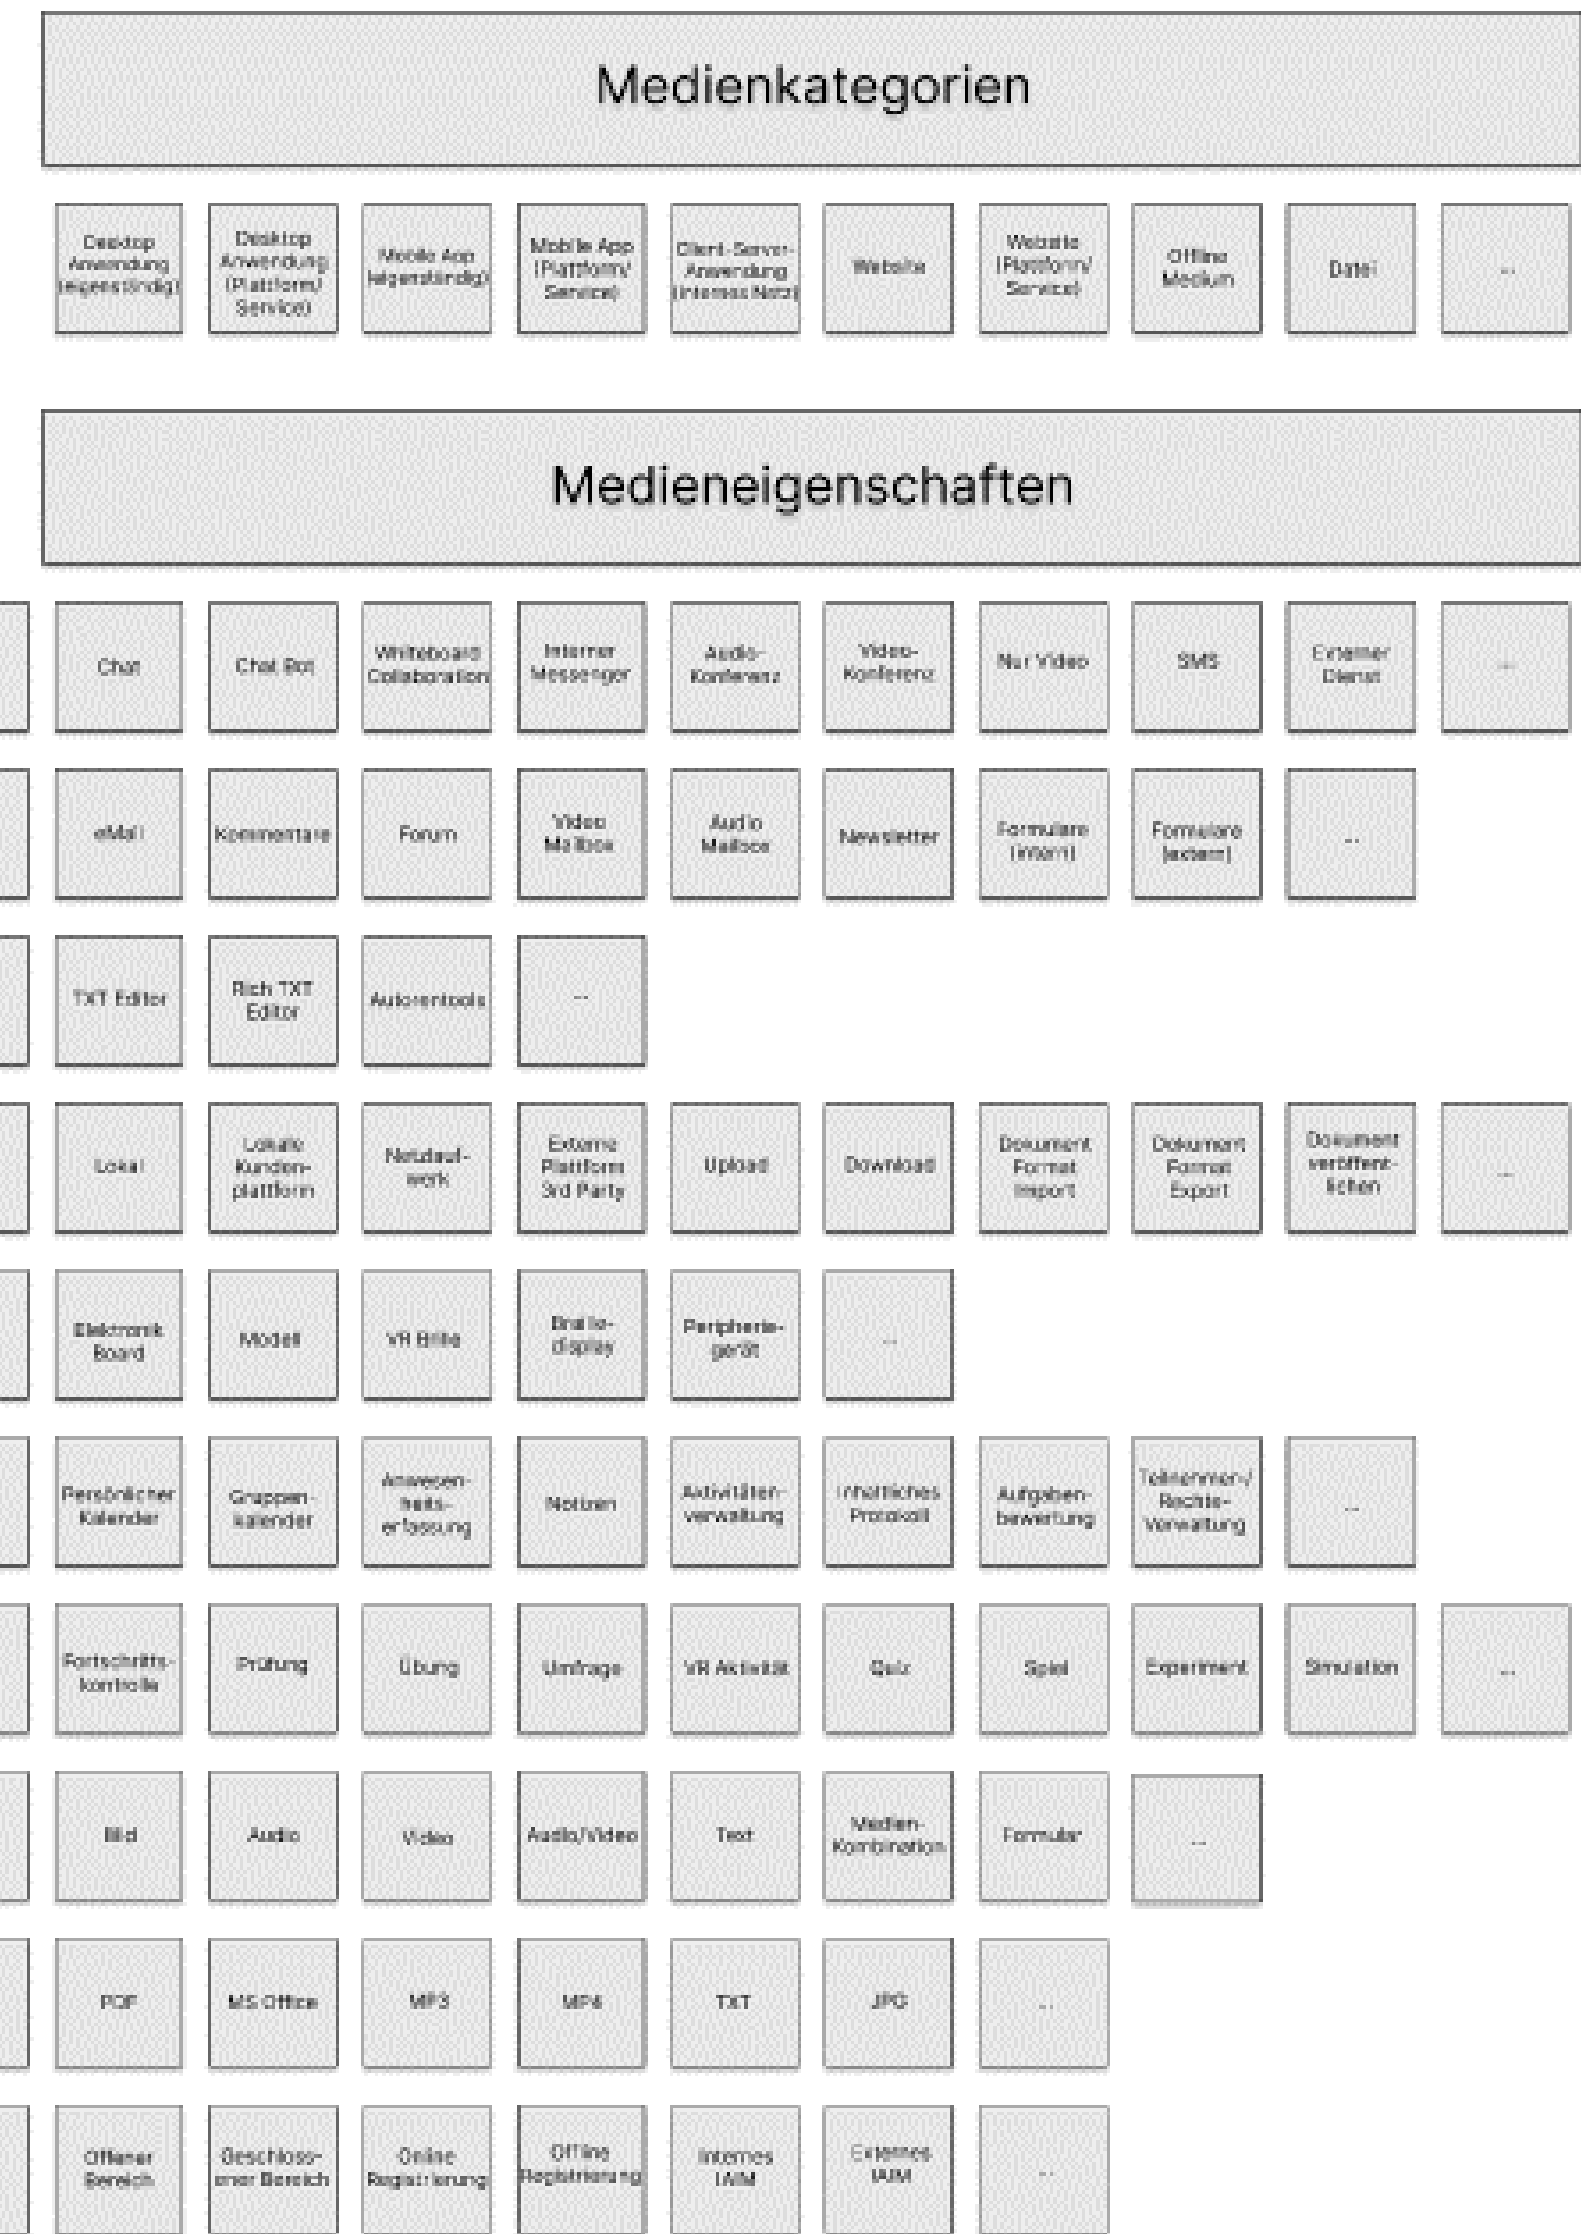 Medienkategorien
Desktop
Anwendung
(eigenständig)
Desktop
Anwendung
(Plattform/
Service)
Mobile App
(eigenständig)
Mobile App
(Plattform/
Service)
Client-Server-
Anwendung
(internes Netz)
Website
Website
(Plattform/
Service)
Offline
Medium
Datei
...
Medieneigenschaften
Chat
Chat Bot
Whiteboard
Collaboration
Interner
Messenger
Audio-
Konferenz
Video-
Konferenz
Nur Video
SMS
Externer
Dienst
...
eMail
Kommentare
Forum
Video
Mailbox
Audio
Mailbox
Newsletter
Formulare
(intern)
Formulare
(extern)
...
TXT Editor
Rich TXT
Editor
Autorentools
...
Lokal
Lokale
Kunden-
plattform
Netzlauf-
werk
Externe
Plattform
3rd Party
Upload
Download
Dokument
Format
Import
Dokument
Format
Export
Dokument
veröffent-
lichen
...
Elektronik
Board
Modell
VR Brille
Braille-
display
Peripherie-
gerät
...
Persönlicher
Kalender
Gruppen-
kalender
Anwesen-
heits-
erfassung
Notizen
Aktivitäten-
verwaltung
Inhaltliches
Protokoll
Aufgaben-
bewertung
Teilnehmer-/
Rechte-
Verwaltung
...
Fortschritts-
kontrolle
Prüfung
Übung
Umfrage
VR Aktivität
Quiz
Spiel
Experiment
Simulation
...
Bild
Audio
Video
Audio/Video
Text
Medien-
Kombination
Formular
...
PDF
MS Office
MP3
MP4
TXT
JPG
...
Offener
Bereich
Geschloss-
ener Bereich
Online
Registrierung
Offline
Registrierung
Internes
IAIM
Externes
IAIM
...